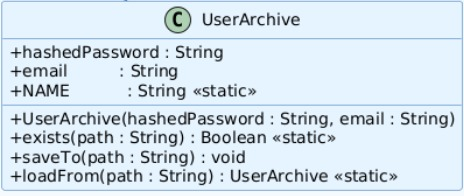 C UserArchive
+hashedPassword : String
+email : String
+NAME : String «static»
+UserArchive(hashedPassword : String, email : String)
+exists(path : String) : Boolean «static»
+saveTo(path : String) : void
+loadFrom(path : String) : UserArchive «static»